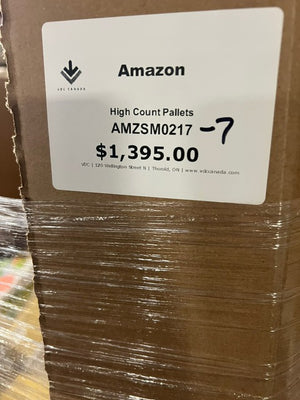 VDC CANADA
Amazon
High Count Pallets
AMZSM0217 -7
$1,395.00
VDC | 120 Wellington Street N | Thorold, ON | www.vdccanada.com